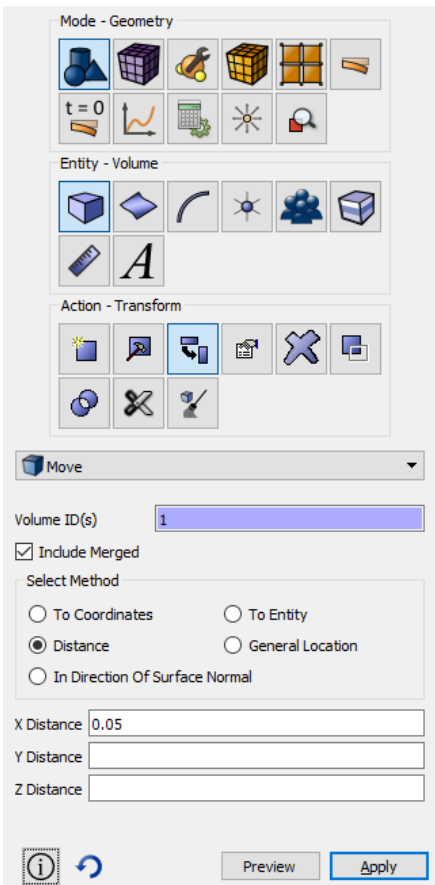 Mode - Geometry
t = 0
Entity - Volume
A
Action - Transform
Move
Volume ID(s) 1
Include Merged
Select Method
To Coordinates To Entity
Distance General Location
In Direction Of Surface Normal
X Distance 0.05
Y Distance
Z Distance
i Preview Apply